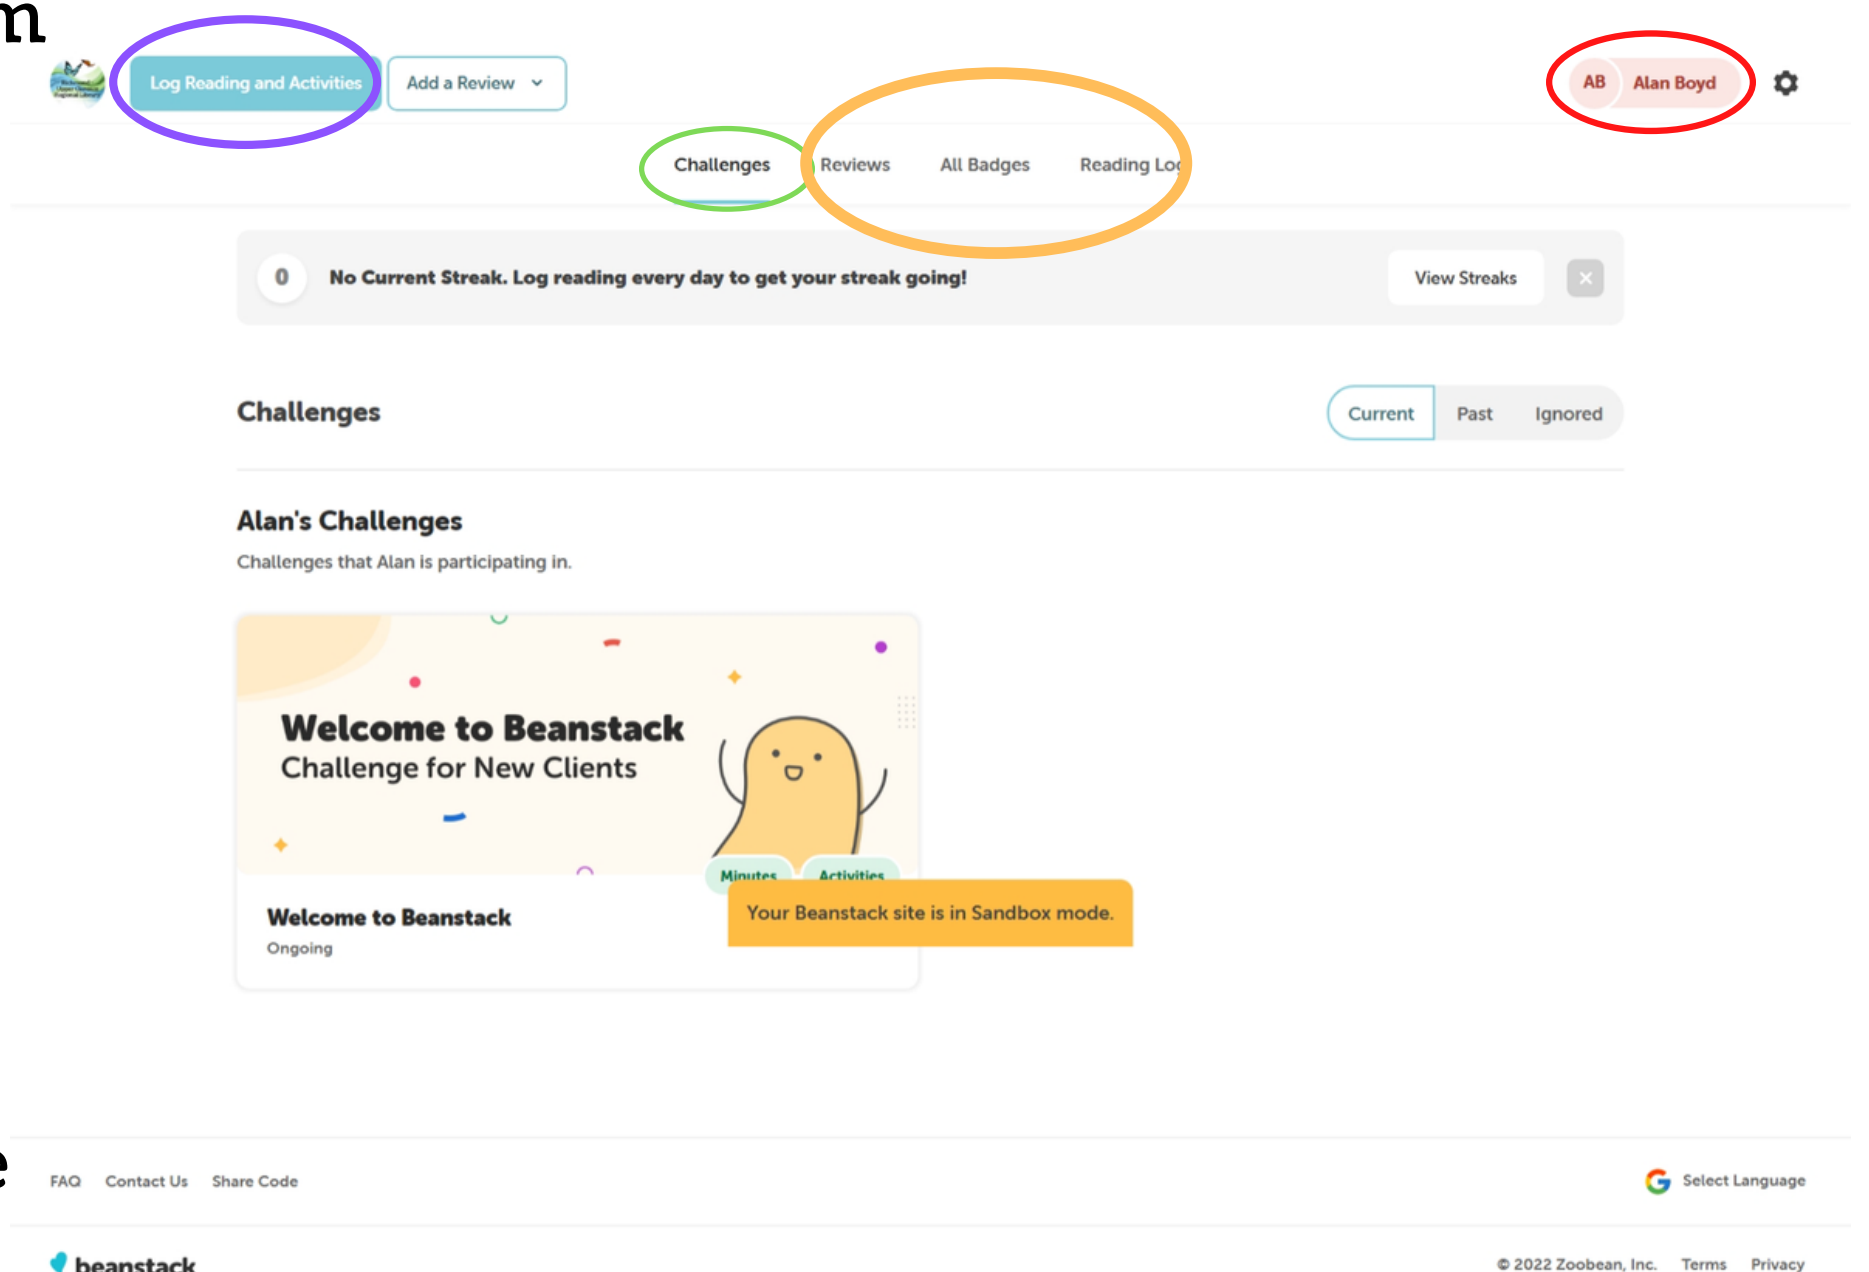 m
Log Reading and Activities
Add a Review
AB Alan Boyd
Challenges Reviews All Badges Reading Log
0 No Current Streak. Log reading every day to get your streak going!
View Streaks
Challenges
Current Past Ignored
Alan's Challenges
Challenges that Alan is participating in.
Welcome to Beanstack
Challenge for New Clients
Minutes Activities
Welcome to Beanstack
Ongoing
Your Beanstack site is in Sandbox mode.
e
FAQ Contact Us Share Code
Select Language
beanstack
© 2022 Zoobean, Inc. Terms Privacy